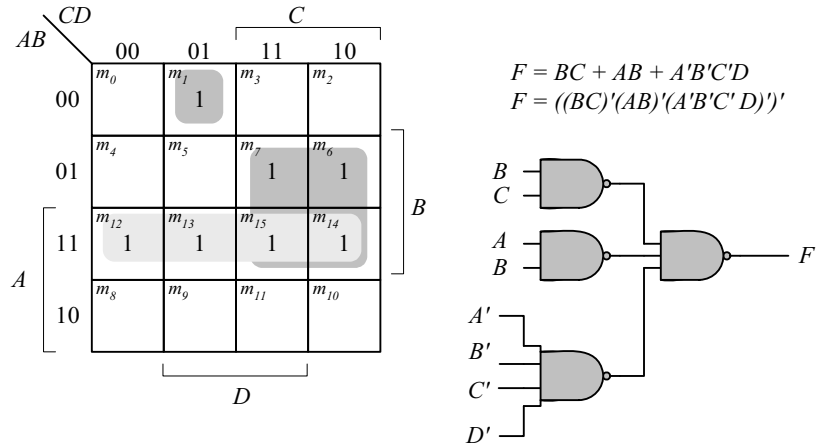 CD
C
AB
00 01 11 10
F = BC + AB + A'B'C'D
F = ((BC)'(AB)'(A'B'C' D)')'
m0 m1 m3 m2
00 1
m4 m5 m7 m6
01 1 1
B
m12 m13 m15 m14
11 1 1 1 1
A
m8 m9 m11 m10
10
D
B
C
A
B
F
A'
B'
C'
D'